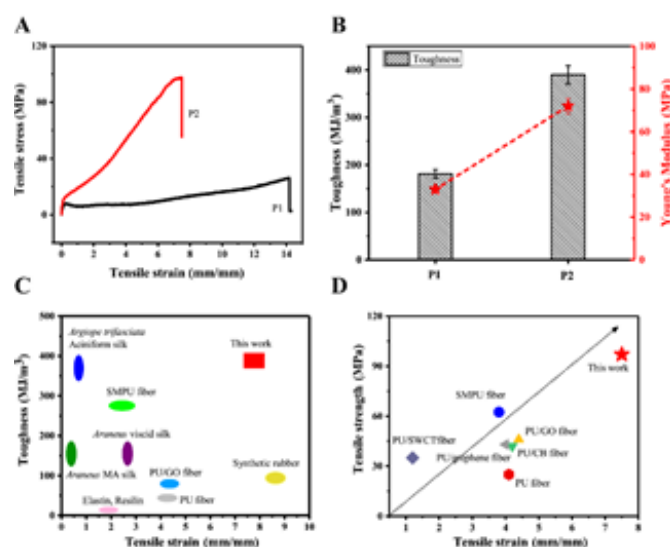 A
Tensile stress (MPa)
120
80
40
0
P2
P1
0 2 4 6 8 10 12 14
Tensile strain (mm/mm)
B
Toughness
Toughness (MJ/m³)
400
300
200
100
0
P1 P2
100
80
60
40
20
0
Young's Modulus (MPa)
C
Toughness (MJ/m³)
500
400
300
200
100
0
Argiope trifasciata
Aciniform silk
This work
SMPU fiber
Araneus viscid silk
Araneus MA silk
PU/GO fiber
Synthetic rubber
Elastin, Resilin
PU fiber
0 1 2 3 4 5 6 7 8 9 10
Tensile strain (mm/mm)
D
Tensile strength (MPa)
120
90
60
30
0
This work
SMPU fiber
PU/SWCT fiber
PU/GO fiber
PU/graphene fiber
PU/CB fiber
PU fiber
1 2 3 4 5 6 7 8
Tensile strain (mm/mm)